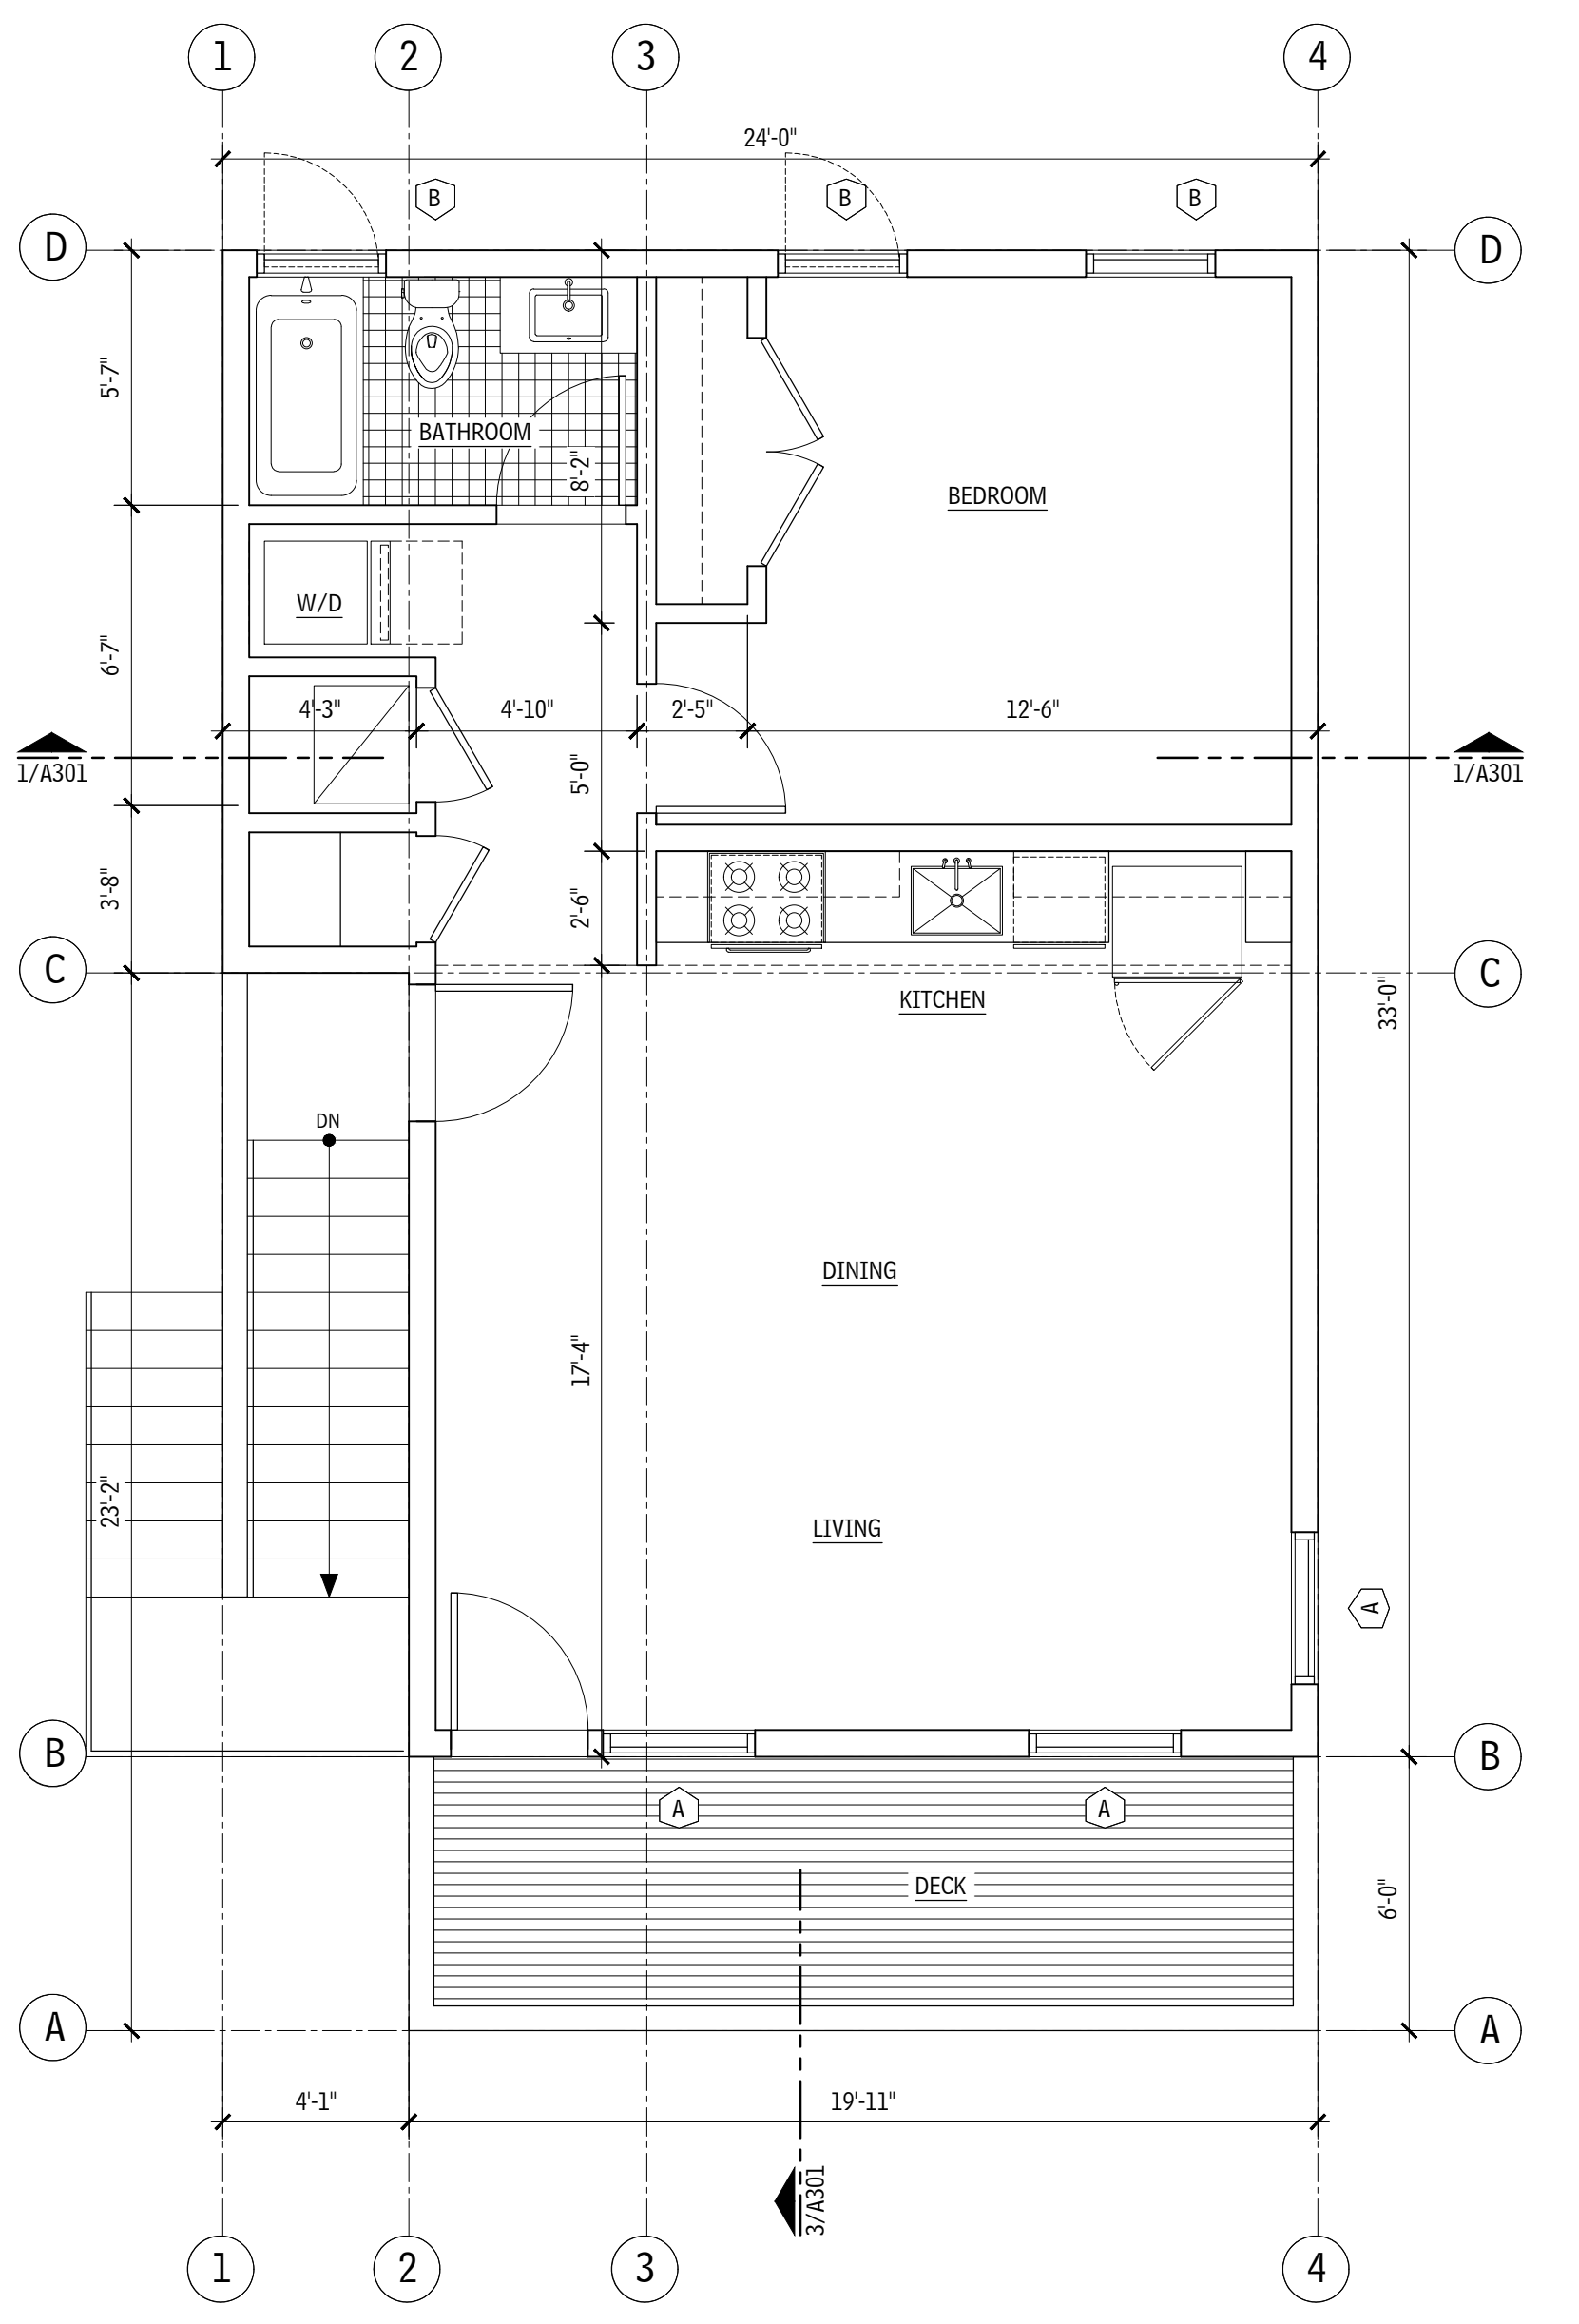 1 2 3 4
24'-0"
B B B
D D
5'-7"
BATHROOM
8'-2"
BEDROOM
W/D
6'-7"
4'-3" 4'-10" 2'-5" 12'-6"
1/A301 1/A301
5'-0"
3'-8"
2'-6"
C C
KITCHEN
33'-0"
DN
DINING
17'-4"
23'-2"
LIVING
A
B B
A A
DECK
6'-0"
A A
4'-1" 19'-11"
3/A301
1 2 3 4